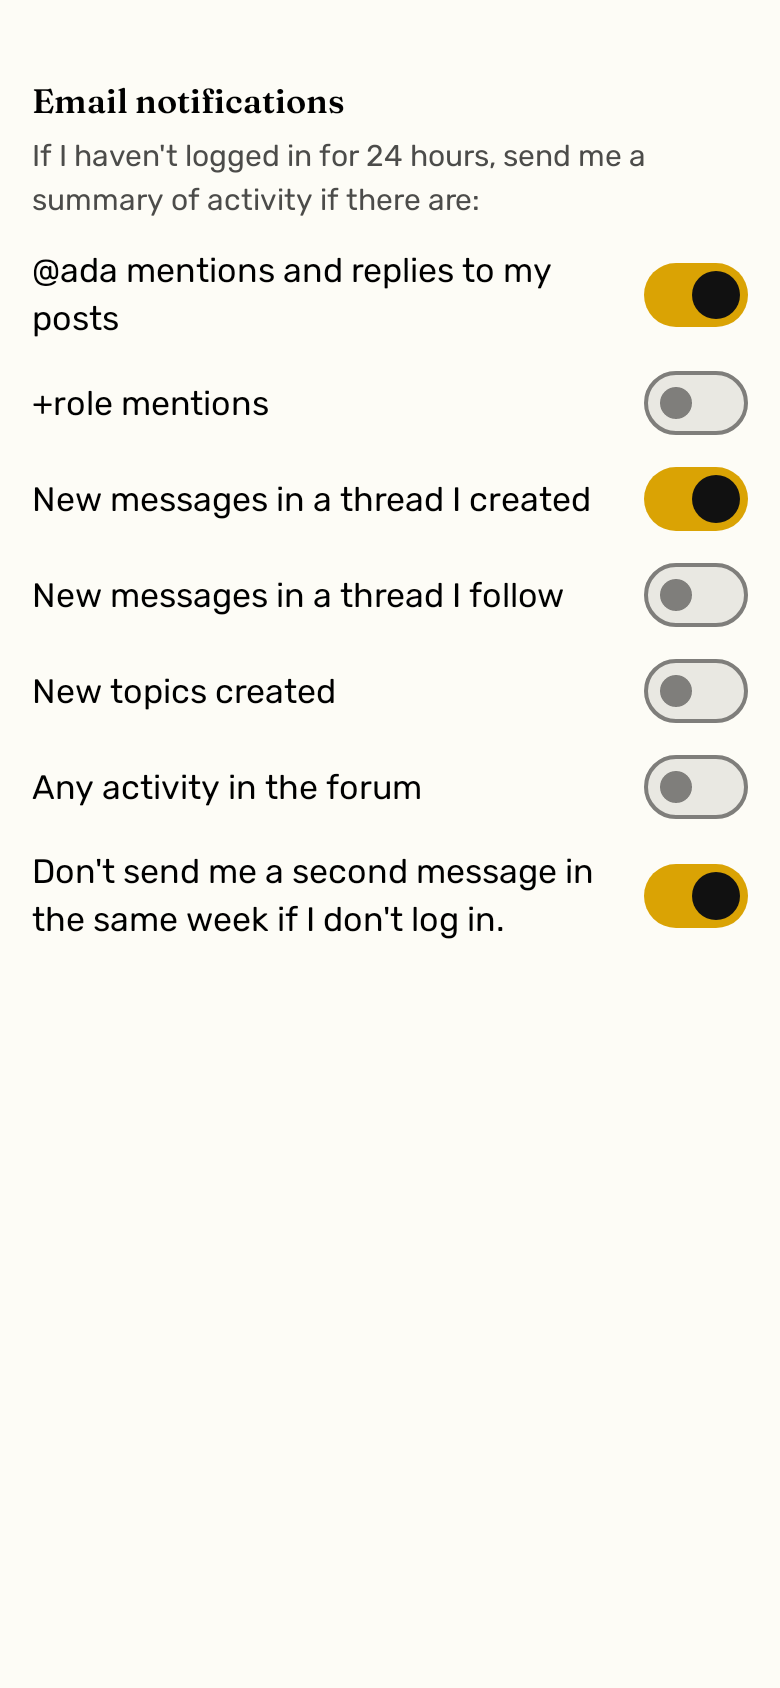 Email notifications
If I haven't logged in for 24 hours, send me a
summary of activity if there are:
@ada mentions and replies to my
posts
+role mentions
New messages in a thread I created
New messages in a thread I follow
New topics created
Any activity in the forum
Don't send me a second message in
the same week if I don't log in.